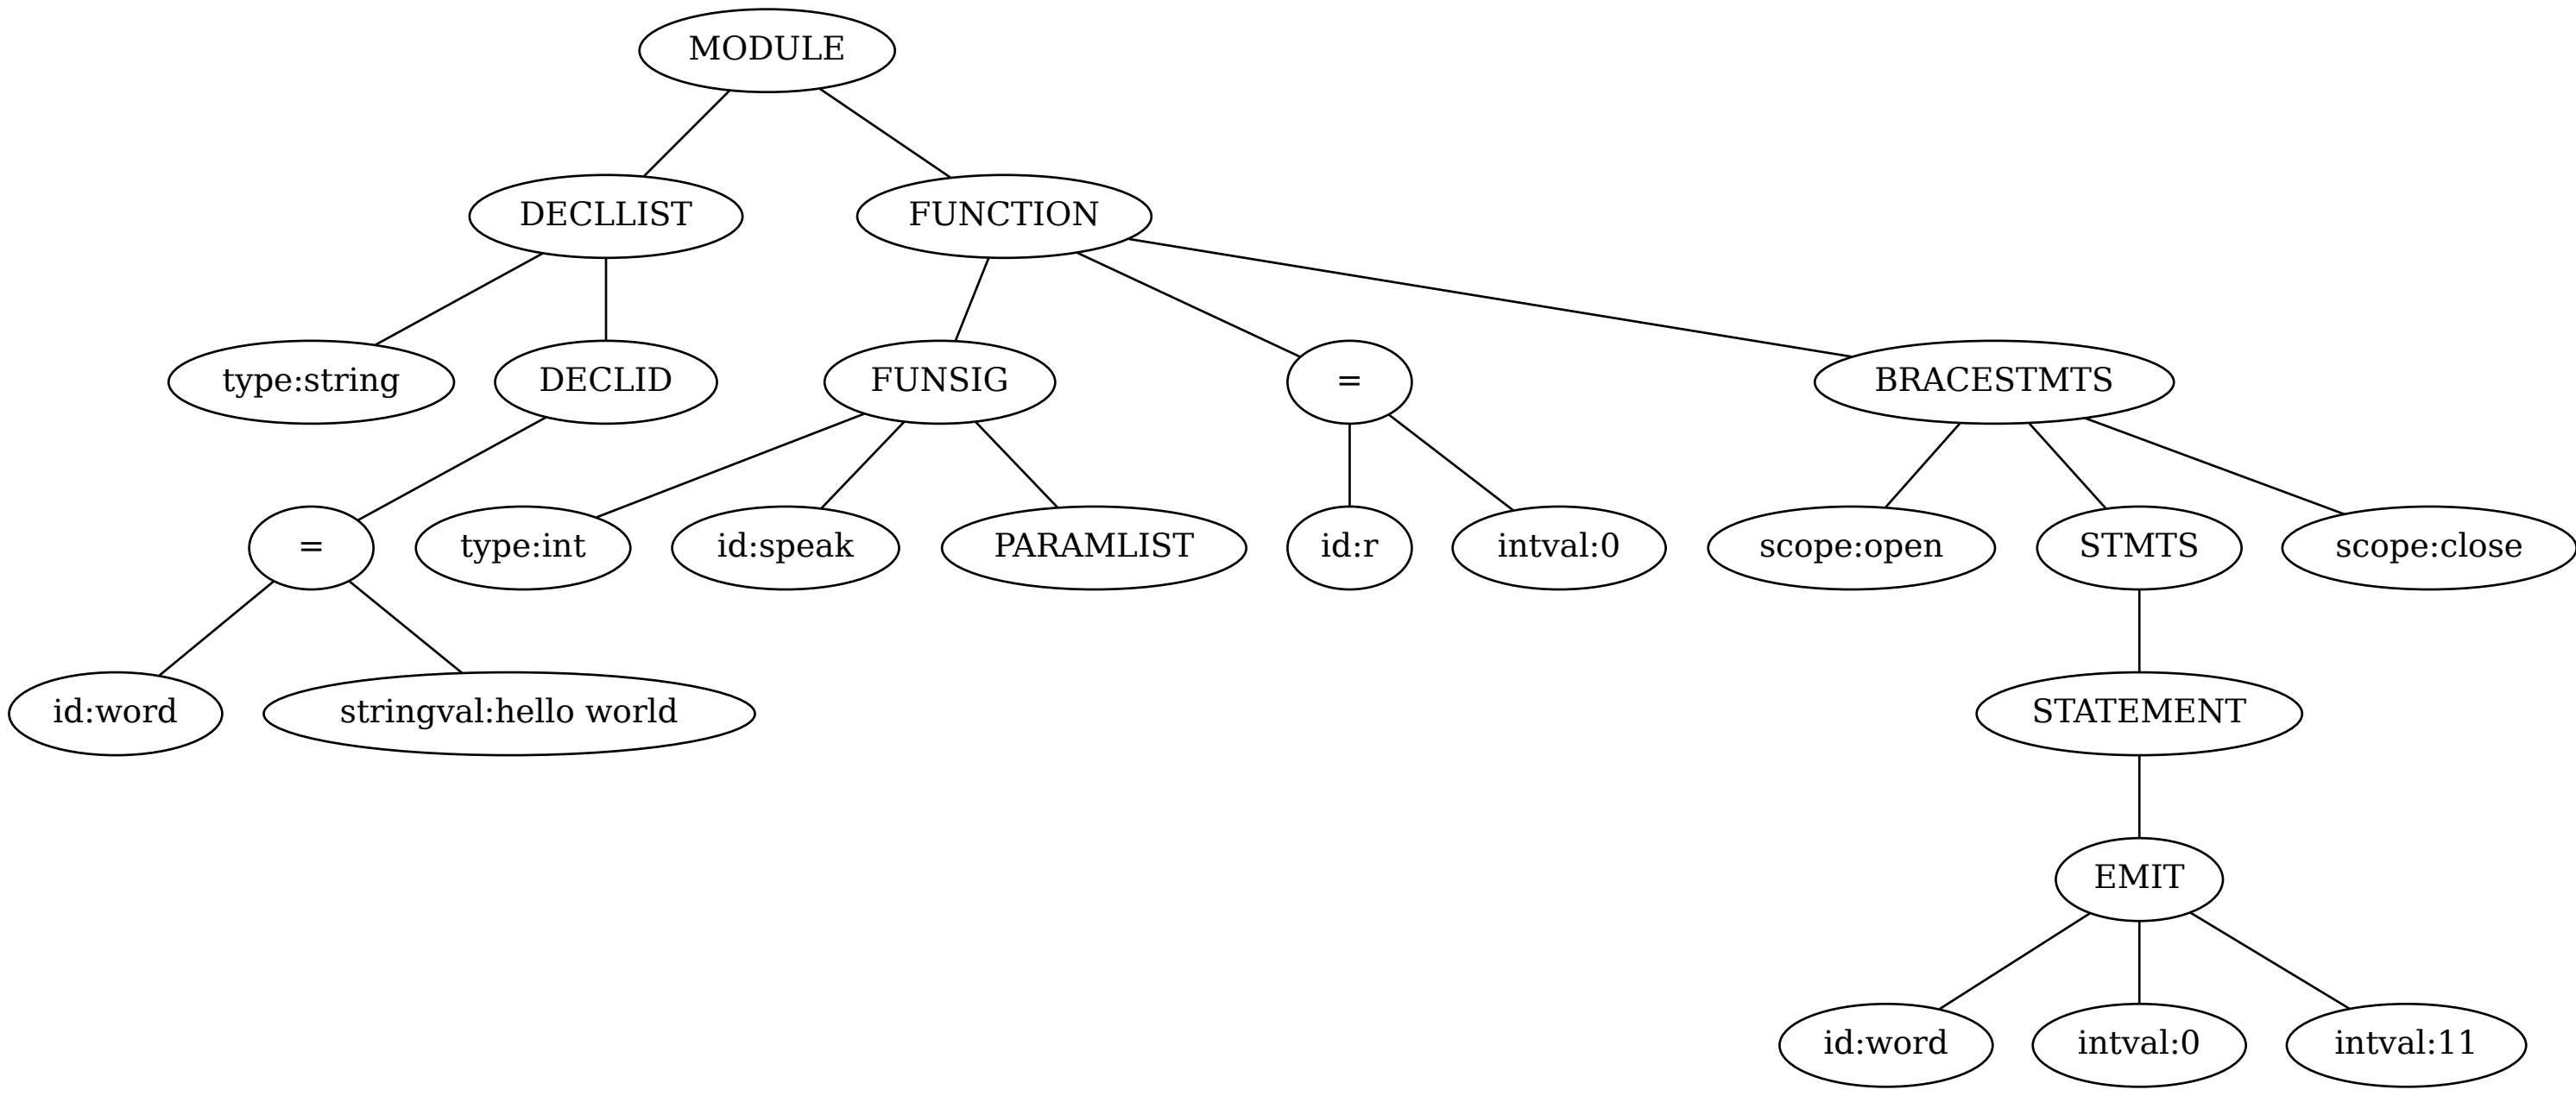 MODULE
DECLLIST FUNCTION
type:string DECLID FUNSIG = BRACESTMTS
= type:int id:speak PARAMLIST id:r intval:0 scope:open STMTS scope:close
id:word stringval:hello world STATEMENT
EMIT
id:word intval:0 intval:11